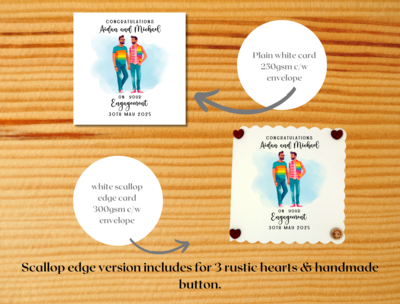 CONGRATULATIONS
Aidan and Michael
ON YOUR
Engagement
30TH MAY 2025
Plain white card
250gsm c/w
envelope
CONGRATULATIONS
Aidan and Michael
ON YOUR
Engagement
30TH MAY 2025
white scallop
edge card
300gsm c/w
envelope
Scallop edge version includes for 3 rustic hearts & handmade
button.